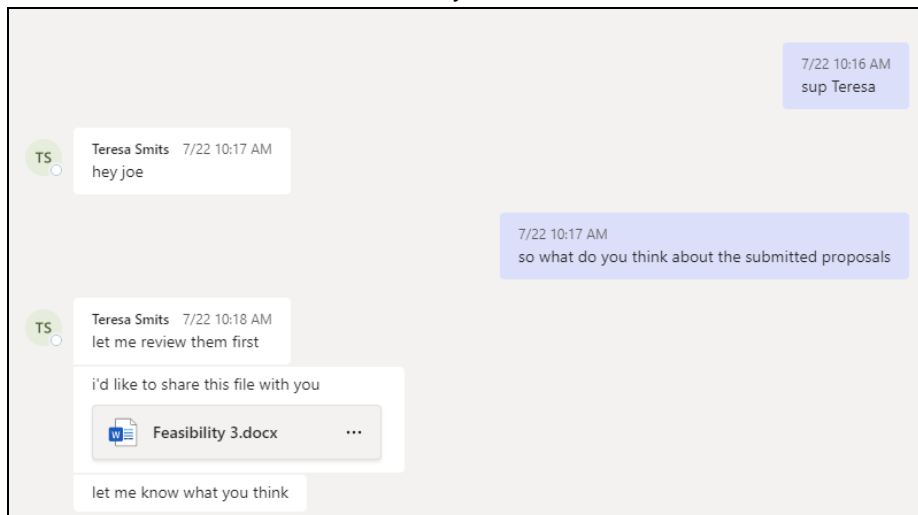 7/22 10:16 AM
sup Teresa
TS
Teresa Smits 7/22 10:17 AM
hey joe
7/22 10:17 AM
so what do you think about the submitted proposals
TS
Teresa Smits 7/22 10:18 AM
let me review them first
i'd like to share this file with you
W Feasibility 3.docx ...
let me know what you think